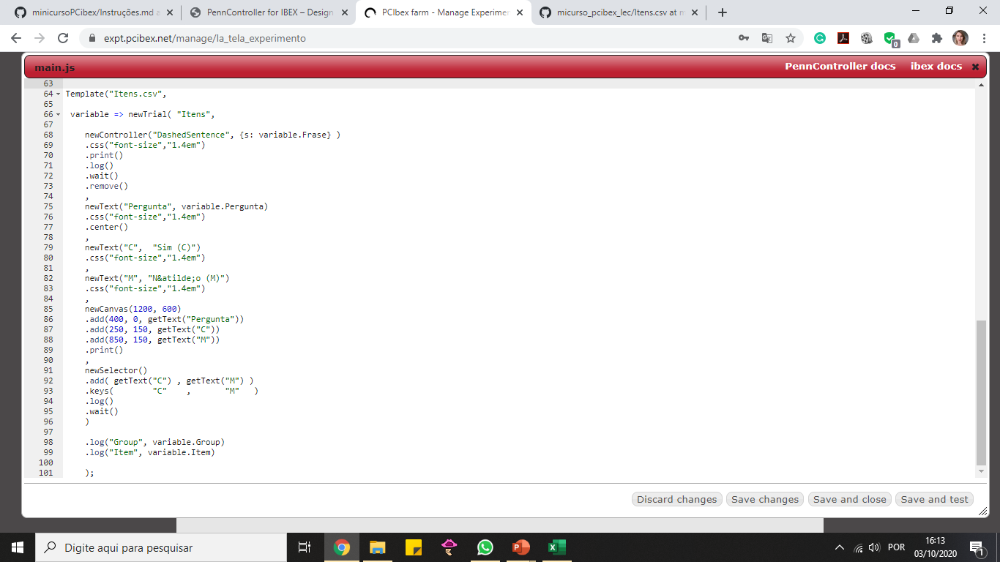 minicursoPCibex/Instruções.md a
PennController for IBEX – Design
PCIbex farm - Manage Experimen
micurso_pcibex_lec/Itens.csv at m
expt.pcibex.net/manage/la_tela_experimento
0
main.js
PennController docs
ibex docs
63
64 Template("Itens.csv",
65
66 variable => newTrial( "Itens",
67
68 newController("DashedSentence", {s: variable.Frase} )
69 .css("font-size","1.4em")
70 .print()
71 .log()
72 .wait()
73 .remove()
74 ,
75 newText("Pergunta", variable.Pergunta)
76 .css("font-size","1.4em")
77 .center()
78 ,
79 newText("C",  "Sim (C)")
80 .css("font-size","1.4em")
81 ,
82 newText("M", "N&atilde;o (M)")
83 .css("font-size","1.4em")
84 ,
85 newCanvas(1200, 600)
86 .add(400, 0, getText("Pergunta"))
87 .add(250, 150, getText("C"))
88 .add(850, 150, getText("M"))
89 .print()
90 ,
91 newSelector()
92 .add( getText("C") , getText("M") )
93 .keys(        "C"    ,       "M"   )
94 .log()
95 .wait()
96 )
97
98 .log("Group", variable.Group)
99 .log("Item", variable.Item)
100
101 );
Discard changes
Save changes
Save and close
Save and test
Digite aqui para pesquisar
POR
16:13
03/10/2020
1